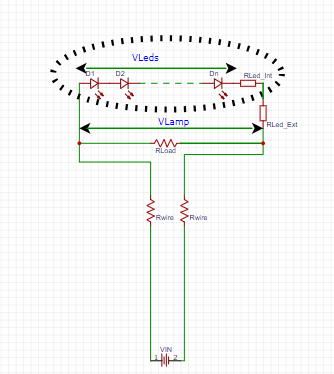 VLeds
D1 D2 Dn RLed_Int
VLamp
RLed_Ext
RLoad
Rwire Rwire
VIN
1 2